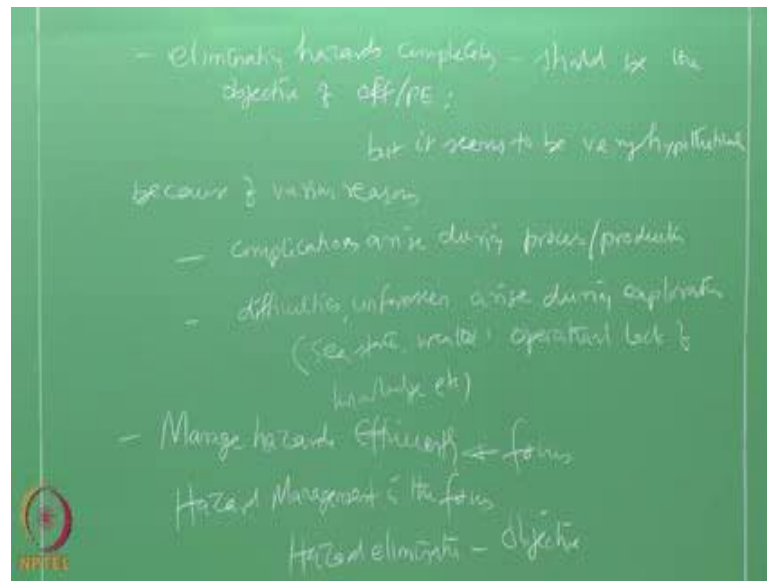 - eliminating hazards completely - should be the
objective of off/PE;
but it seems to be very hypothetical
because of various reasons
- complications arise during process/production
- difficulties, unforeseen arise during exploration
(sea state, weather, operational lack of
knowledge etc)
- Manage hazards Efficiently ← focus
Hazard Management is the focus
Hazard elimination - Objective
NPTEL